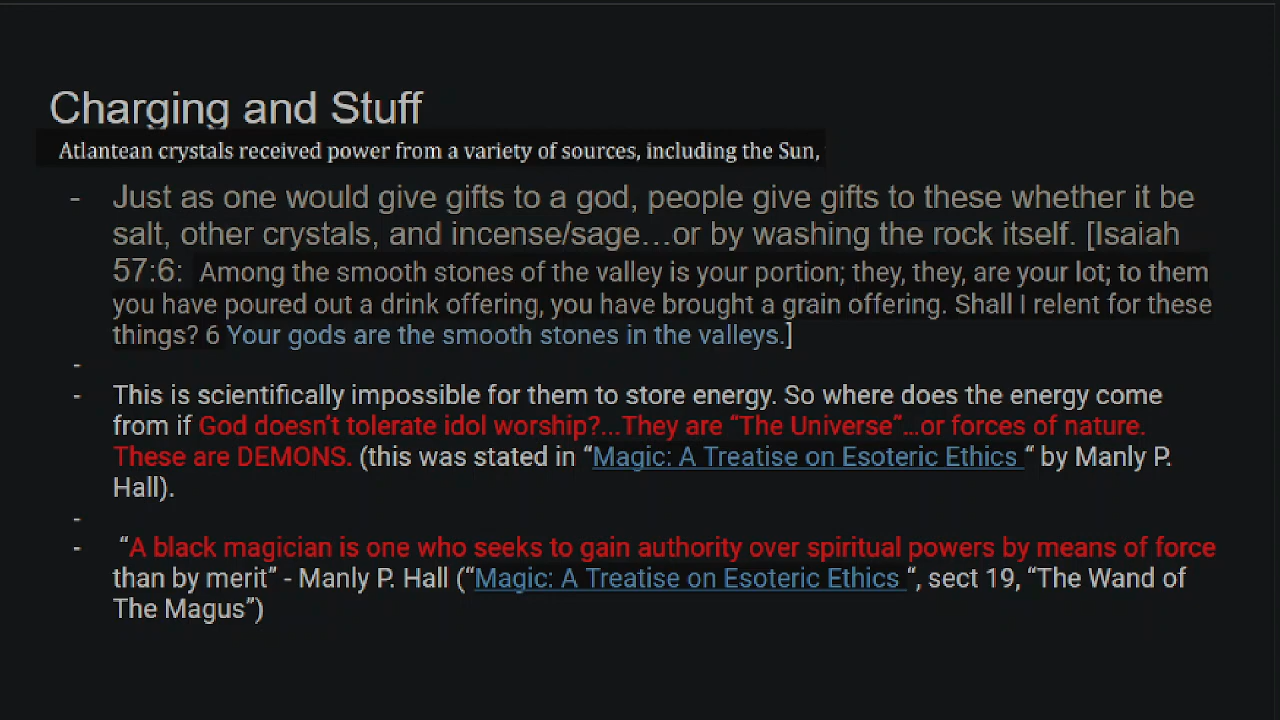 Charging and Stuff
Atlantean crystals received power from a variety of sources, including the Sun,
- Just as one would give gifts to a god, people give gifts to these whether it be
salt, other crystals, and incense/sage…or by washing the rock itself. [Isaiah
57:6: Among the smooth stones of the valley is your portion; they, they, are your lot; to them
you have poured out a drink offering, you have brought a grain offering. Shall I relent for these
things? 6 Your gods are the smooth stones in the valleys.]
-
- This is scientifically impossible for them to store energy. So where does the energy come
from if God doesn’t tolerate idol worship?...They are “The Universe”…or forces of nature.
These are DEMONS. (this was stated in “Magic: A Treatise on Esoteric Ethics “ by Manly P.
Hall).
-
- “A black magician is one who seeks to gain authority over spiritual powers by means of force
than by merit” - Manly P. Hall (“Magic: A Treatise on Esoteric Ethics “, sect 19, “The Wand of
The Magus”)